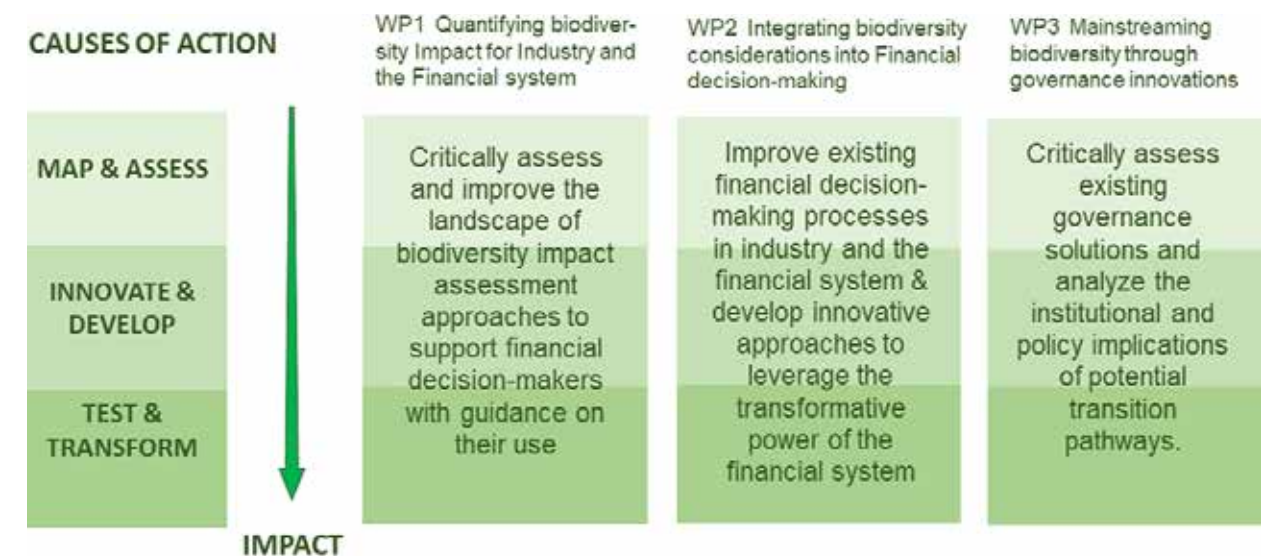 CAUSES OF ACTION
MAP & ASSESS
INNOVATE &
DEVELOP
TEST &
TRANSFORM
IMPACT
WP1 Quantifying biodiver-
sity Impact for Industry and
the Financial system
Critically assess
and improve the
landscape of
biodiversity impact
assessment
approaches to
support financial
decision-makers
with guidance on
their use
WP2 Integrating biodiversity
considerations into Financial
decision-making
Improve existing
financial decision-
making processes
in industry and the
financial system &
develop innovative
approaches to
leverage the
transformative
power of the
financial system
WP3 Mainstreaming
biodiversity through
governance innovations
Critically assess
existing
governance
solutions and
analyze the
institutional and
policy implications
of potential
transition
pathways.